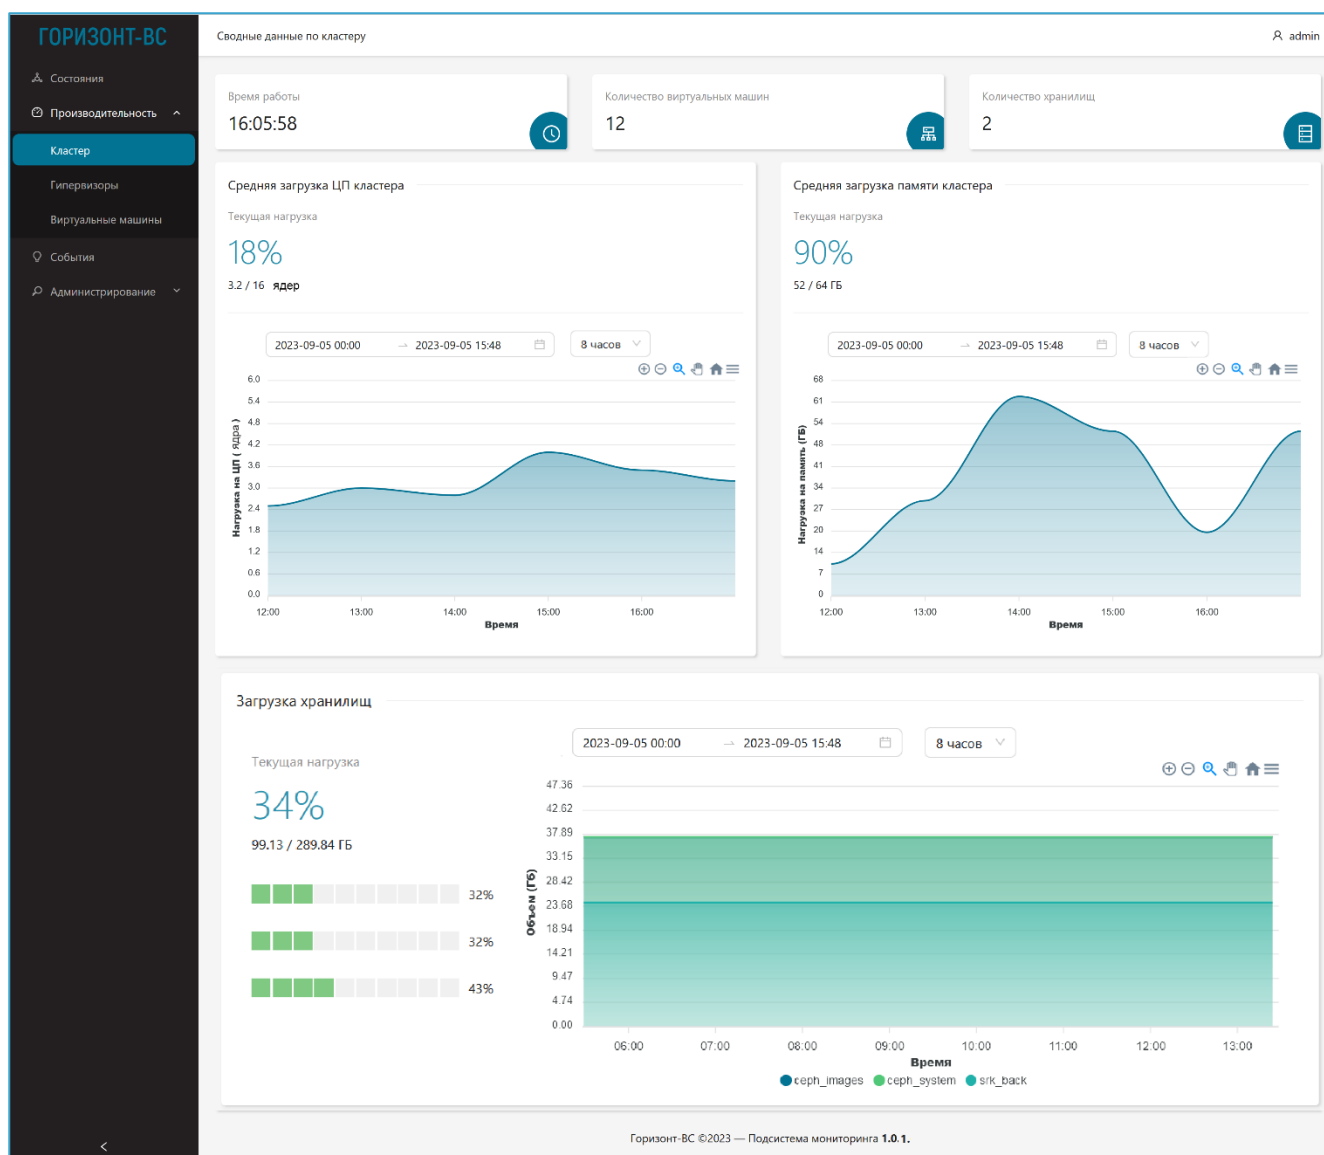 ГОРИЗОНТ-ВС
Сводные данные по кластеру
admin
Состояния
Производительность
Кластер
Гипервизоры
Виртуальные машины
События
Администрирование
Время работы
16:05:58
Количество виртуальных машин
12
Количество хранилищ
2
Средняя загрузка ЦП кластера
Текущая нагрузка
18%
3.2 / 16 ядер
2023-09-05 00:00 → 2023-09-05 15:48
8 часов
6.0
5.4
4.8
4.2
3.6
3.0
2.4
1.8
1.2
0.6
0.0
Нагрузка на ЦП ( ядра )
12:00 13:00 14:00 15:00 16:00
Время
Средняя загрузка памяти кластера
Текущая нагрузка
90%
52 / 64 ГБ
2023-09-05 00:00 → 2023-09-05 15:48
8 часов
68
61
54
48
41
34
27
20
14
7
0
Нагрузка на память (ГБ)
12:00 13:00 14:00 15:00 16:00
Время
Загрузка хранилищ
Текущая нагрузка
34%
99.13 / 289.84 ГБ
32%
32%
43%
2023-09-05 00:00 → 2023-09-05 15:48
8 часов
47.36
42.62
37.89
33.15
28.42
23.68
18.94
14.21
9.47
4.74
0.00
Объем (ГБ)
06:00 07:00 08:00 09:00 10:00 11:00 12:00 13:00
Время
ceph_images ceph_system srk_back
Горизонт-ВС ©2023 — Подсистема мониторинга 1.0.1.